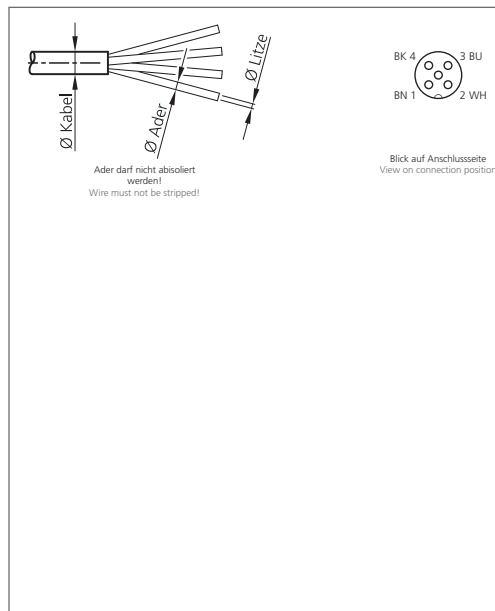 Ø Kabel
Ø Ader
Ø Litze
Ader darf nicht abisoliert
werden!
Wire must not be stripped!
BK 4
3 BU
BN 1
2 WH
Blick auf Anschlussseite
View on connection position